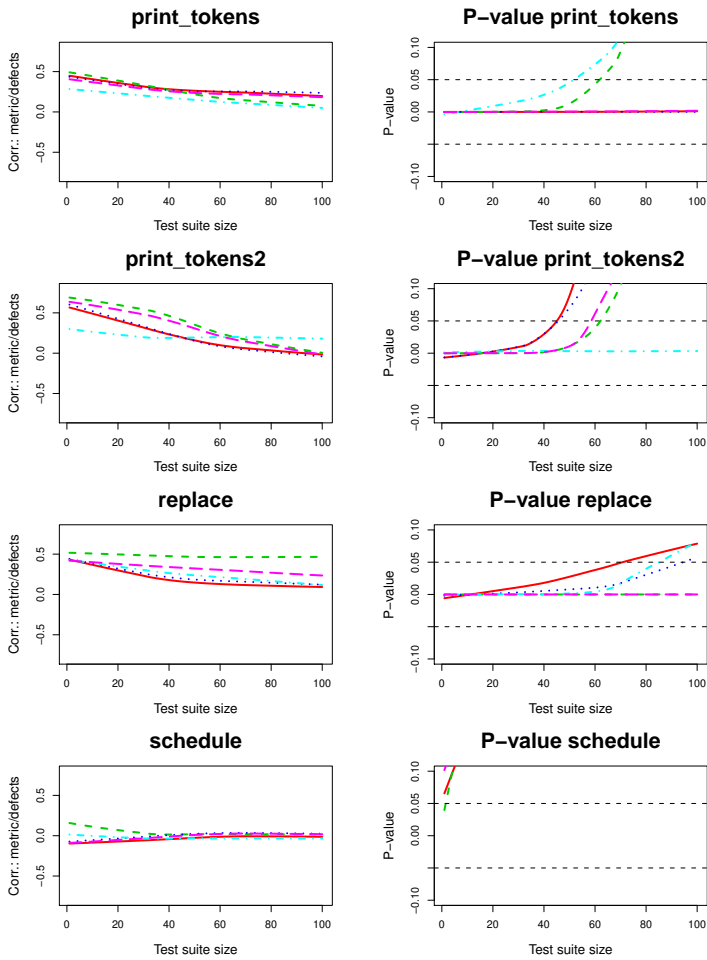 print_tokens
Corr.: metric/defects
0.5
0.0
−0.5
0 20 40 60 80 100
Test suite size
P−value print_tokens
P−value
0.10
0.05
0.00
−0.10
0 20 40 60 80 100
Test suite size
print_tokens2
Corr.: metric/defects
0.5
0.0
−0.5
0 20 40 60 80 100
Test suite size
P−value print_tokens2
P−value
0.10
0.05
0.00
−0.10
0 20 40 60 80 100
Test suite size
replace
Corr.: metric/defects
0.5
0.0
−0.5
0 20 40 60 80 100
Test suite size
P−value replace
P−value
0.10
0.05
0.00
−0.10
0 20 40 60 80 100
Test suite size
schedule
Corr.: metric/defects
0.5
0.0
−0.5
0 20 40 60 80 100
Test suite size
P−value schedule
P−value
0.10
0.05
0.00
−0.10
0 20 40 60 80 100
Test suite size